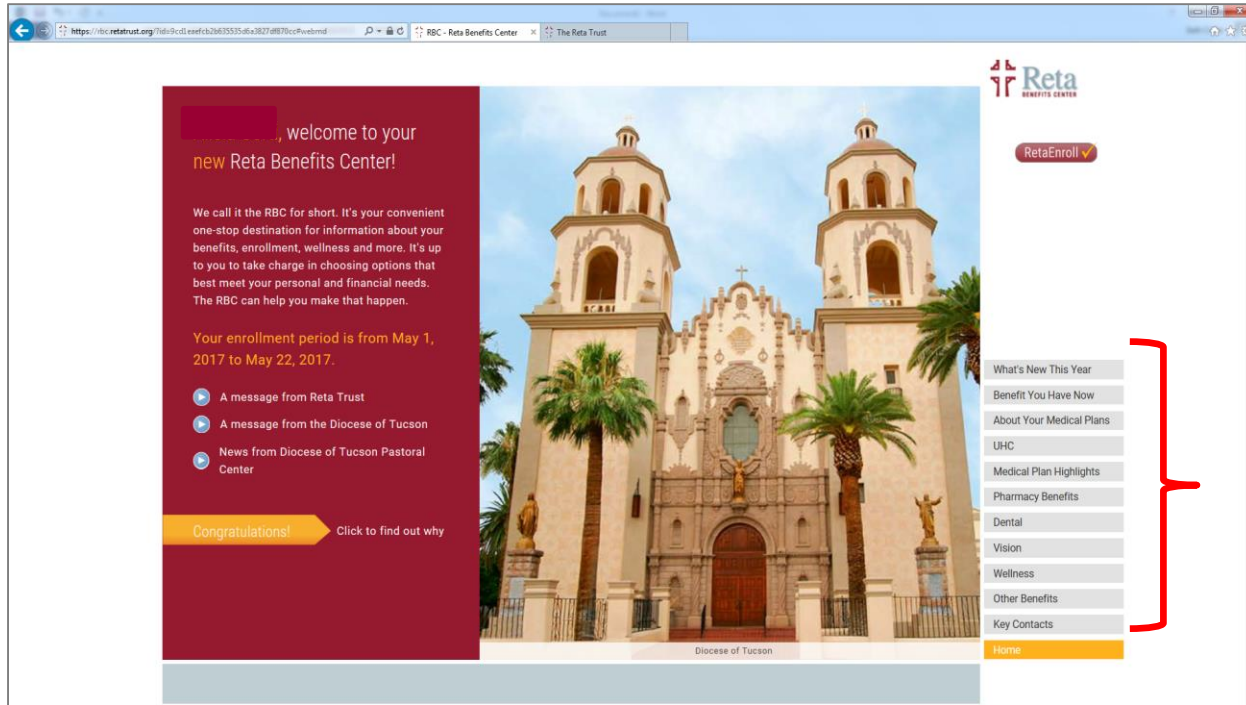 https://rbc.retatrust.org/?id=9cd1eaefcb2b635535d6a3827df870cc#webmd
RBC - Reta Benefits Center
The Reta Trust
Reta
BENEFITS CENTER
RetaEnroll
, welcome to your
new Reta Benefits Center!
We call it the RBC for short. It's your convenient
one-stop destination for information about your
benefits, enrollment, wellness and more. It's up
to you to take charge in choosing options that
best meet your personal and financial needs.
The RBC can help you make that happen.
Your enrollment period is from May 1,
2017 to May 22, 2017.
A message from Reta Trust
A message from the Diocese of Tucson
News from Diocese of Tucson Pastoral
Center
Congratulations! Click to find out why
Diocese of Tucson
What's New This Year
Benefit You Have Now
About Your Medical Plans
UHC
Medical Plan Highlights
Pharmacy Benefits
Dental
Vision
Wellness
Other Benefits
Key Contacts
Home